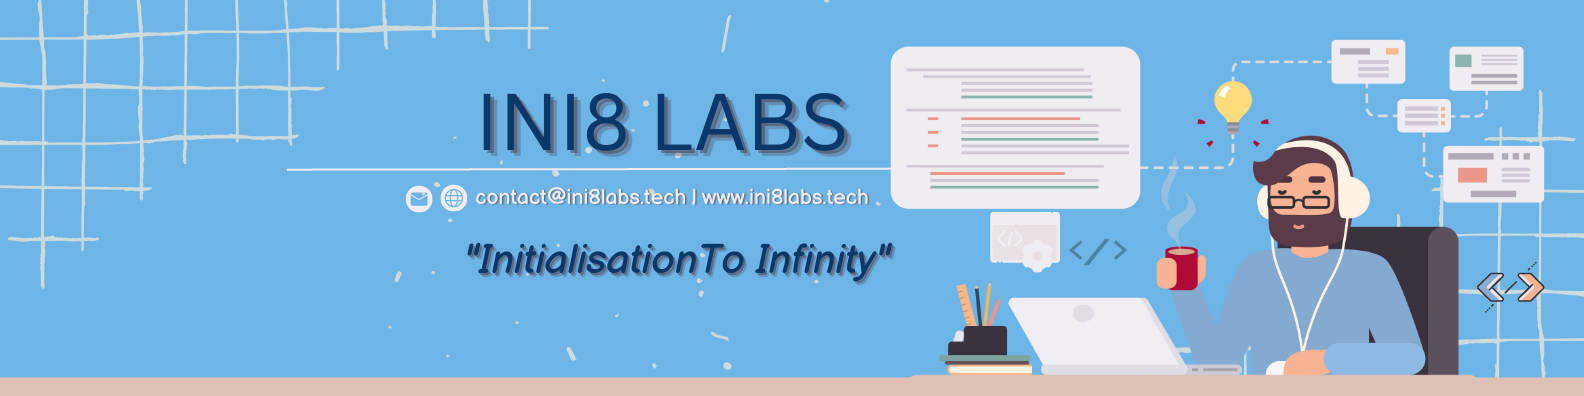 INI8 LABS
contact@ini8labs.tech | www.ini8labs.tech
"InitialisationTo Infinity"
</>
</>